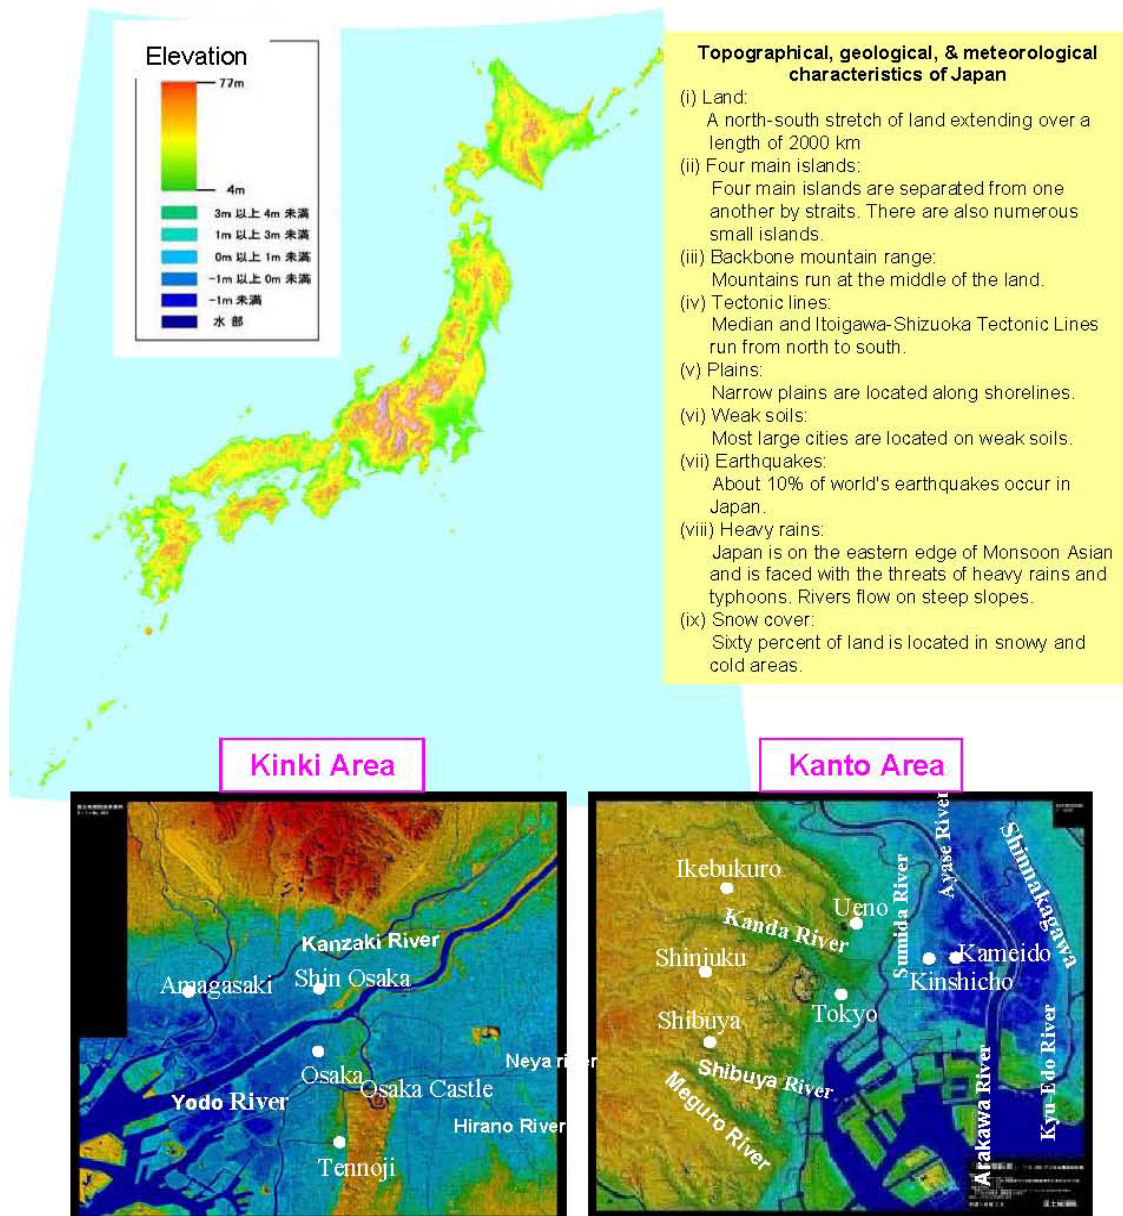 Elevation
77m
4m
3m 以上 4m 未満
1m 以上 3m 未満
0m 以上 1m 未満
-1m 以上 0m 未満
-1m 未満
水 部
Topographical, geological, & meteorological
characteristics of Japan
(i) Land:
A north-south stretch of land extending over a
length of 2000 km
(ii) Four main islands:
Four main islands are separated from one
another by straits. There are also numerous
small islands.
(iii) Backbone mountain range:
Mountains run at the middle of the land.
(iv) Tectonic lines:
Median and Itoigawa-Shizuoka Tectonic Lines
run from north to south.
(v) Plains:
Narrow plains are located along shorelines.
(vi) Weak soils:
Most large cities are located on weak soils.
(vii) Earthquakes:
About 10% of world's earthquakes occur in
Japan.
(viii) Heavy rains:
Japan is on the eastern edge of Monsoon Asian
and is faced with the threats of heavy rains and
typhoons. Rivers flow on steep slopes.
(ix) Snow cover:
Sixty percent of land is located in snowy and
cold areas.
Kinki Area
Kanzaki River
Amagasaki
Shin Osaka
Osaka
Neya river
Osaka Castle
Yodo River
Hirano River
Tennoji
Kanto Area
Ikebukuro
Ueno
Kanda River
Sumida River
Ayase River
Shinnakagawa
Shinjuku
Kameido
Kinshicho
Tokyo
Shibuya
Shibuya River
Meguro River
Arakawa River
Kyu-Edo River